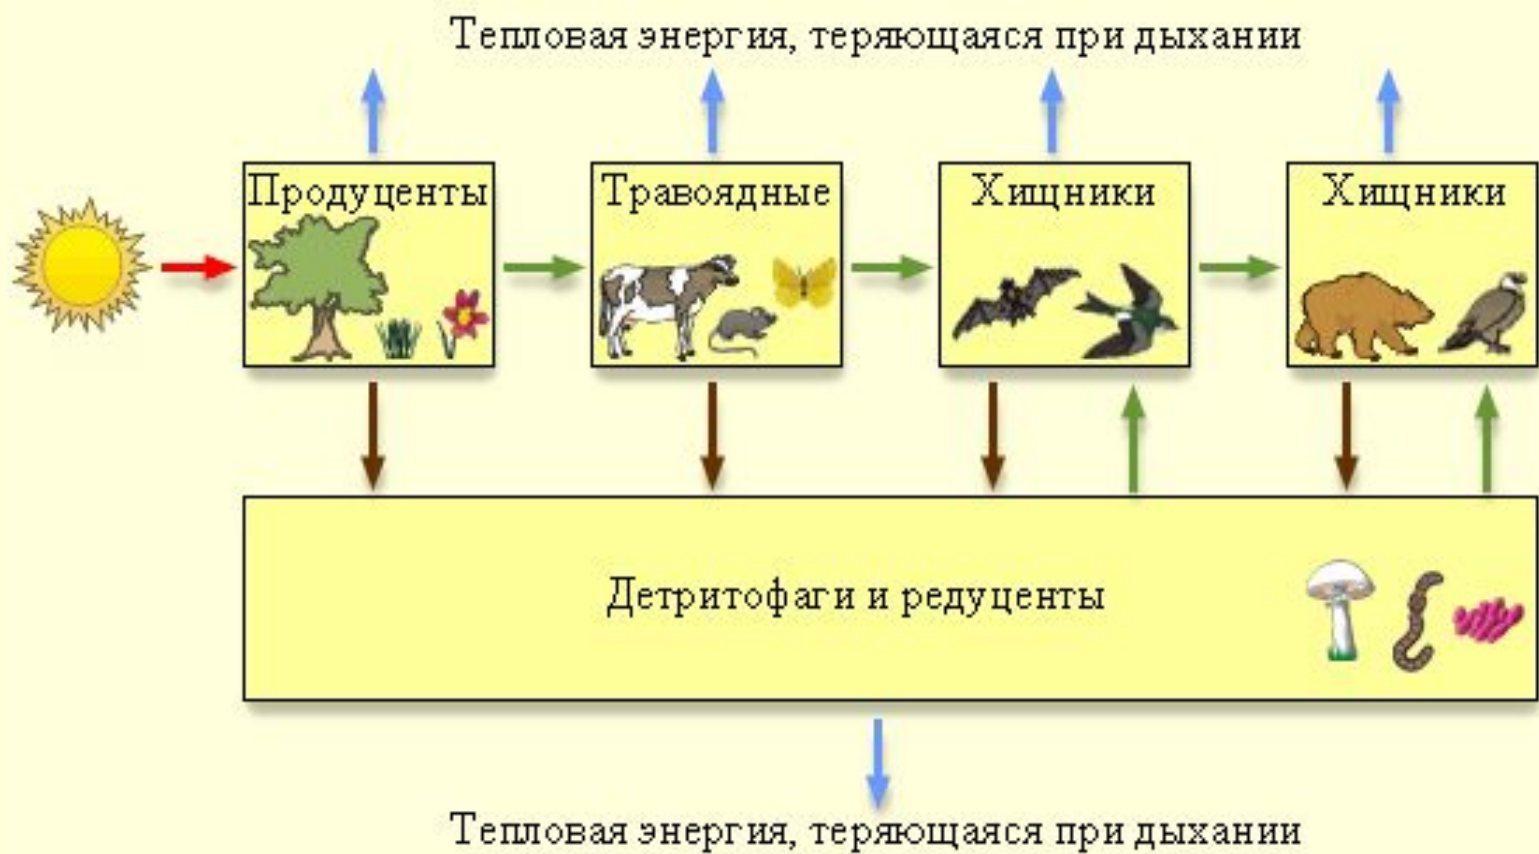 Тепловая энергия, теряющаяся при дыхании
Продуценты
Травоядные
Хищники
Хищники
Детритофаги и редуценты
Тепловая энергия, теряющаяся при дыхании